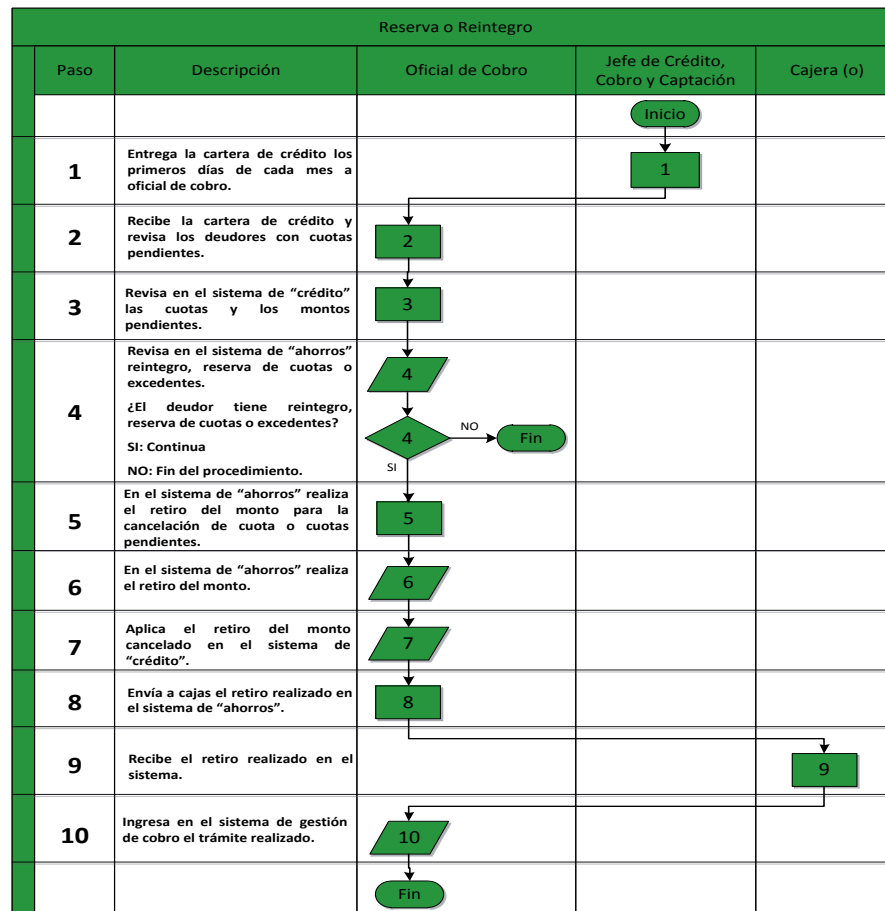 Reserva o Reintegro
Paso
Descripción
Oficial de Cobro
Jefe de Crédito,
Cobro y Captación
Cajera (o)
Inicio
1
Entrega la cartera de crédito los
primeros días de cada mes a
oficial de cobro.
1
2
Recibe la cartera de crédito y
revisa los deudores con cuotas
pendientes.
2
3
Revisa en el sistema de “crédito”
las cuotas y los montos
pendientes.
3
4
Revisa en el sistema de “ahorros”
reintegro, reserva de cuotas o
excedentes.
¿El deudor tiene reintegro,
reserva de cuotas o excedentes?
SI: Continua
NO: Fin del procedimiento.
4
4
NO
Fin
SI
5
En el sistema de “ahorros” realiza
el retiro del monto para la
cancelación de cuota o cuotas
pendientes.
5
6
En el sistema de “ahorros” realiza
el retiro del monto.
6
7
Aplica el retiro del monto
cancelado en el sistema de
“crédito”.
7
8
Envía a cajas el retiro realizado en
el sistema de “ahorros”.
8
9
Recibe el retiro realizado en el
sistema.
9
10
Ingresa en el sistema de gestión
de cobro el trámite realizado.
10
Fin